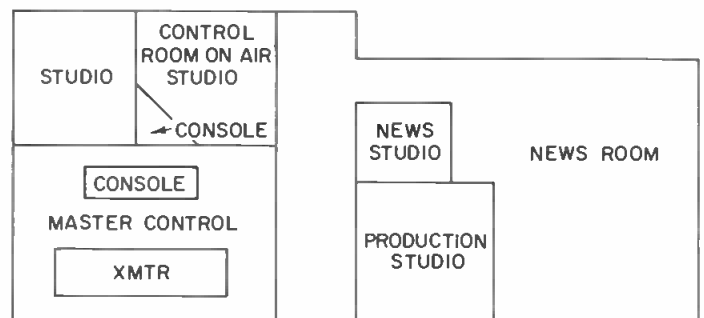 STUDIO
CONTROL
ROOM ON AIR
STUDIO
CONSOLE
CONSOLE
MASTER CONTROL
XMTR
NEWS
STUDIO
NEWS ROOM
PRODUCTION
STUDIO